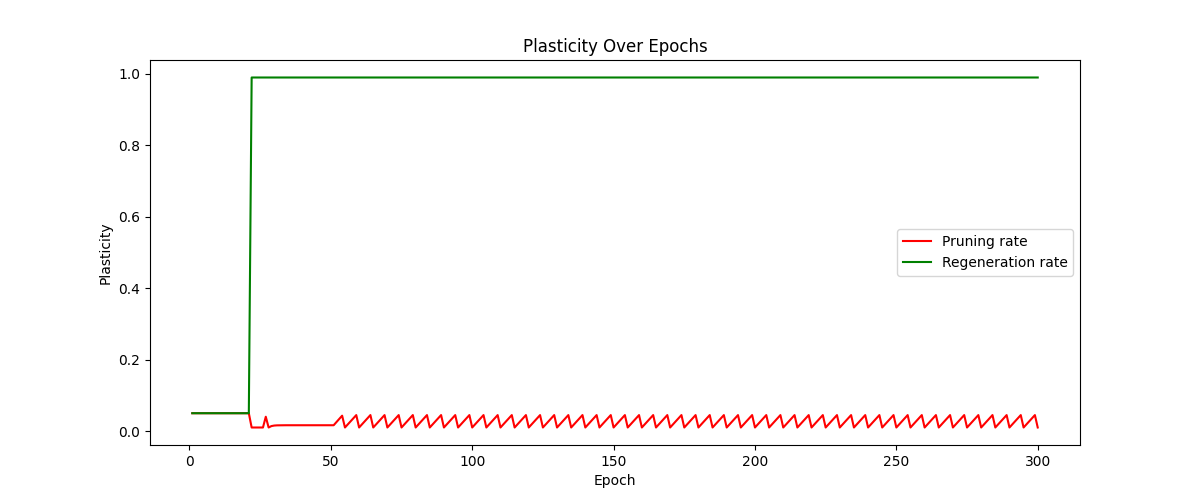 Plasticity Over Epochs
1.0
0.8
0.6
0.4
0.2
0.0
Plasticity
Pruning rate
Regeneration rate
0 50 100 150 200 250 300
Epoch